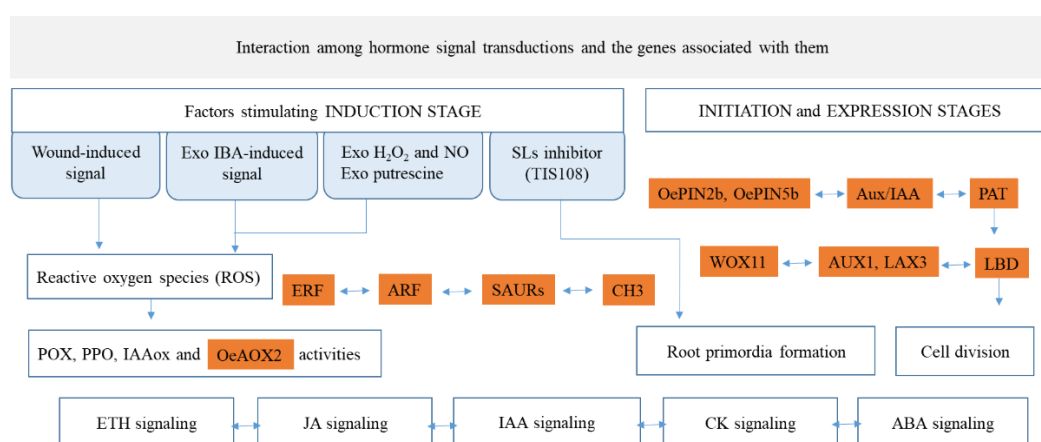 Interaction among hormone signal transductions and the genes associated with them
Factors stimulating INDUCTION STAGE
INITIATION and EXPRESSION STAGES
Wound-induced
signal
Exo IBA-induced
signal
Exo H₂O₂ and NO
Exo putrescine
SLs inhibitor
(TIS108)
OePIN2b, OePIN5b
Aux/IAA
PAT
WOX11
AUX1, LAX3
LBD
Reactive oxygen species (ROS)
ERF
ARF
SAURs
CH3
POX, PPO, IAAox and OeAOX2 activities
Root primordia formation
Cell division
ETH signaling
JA signaling
IAA signaling
CK signaling
ABA signaling